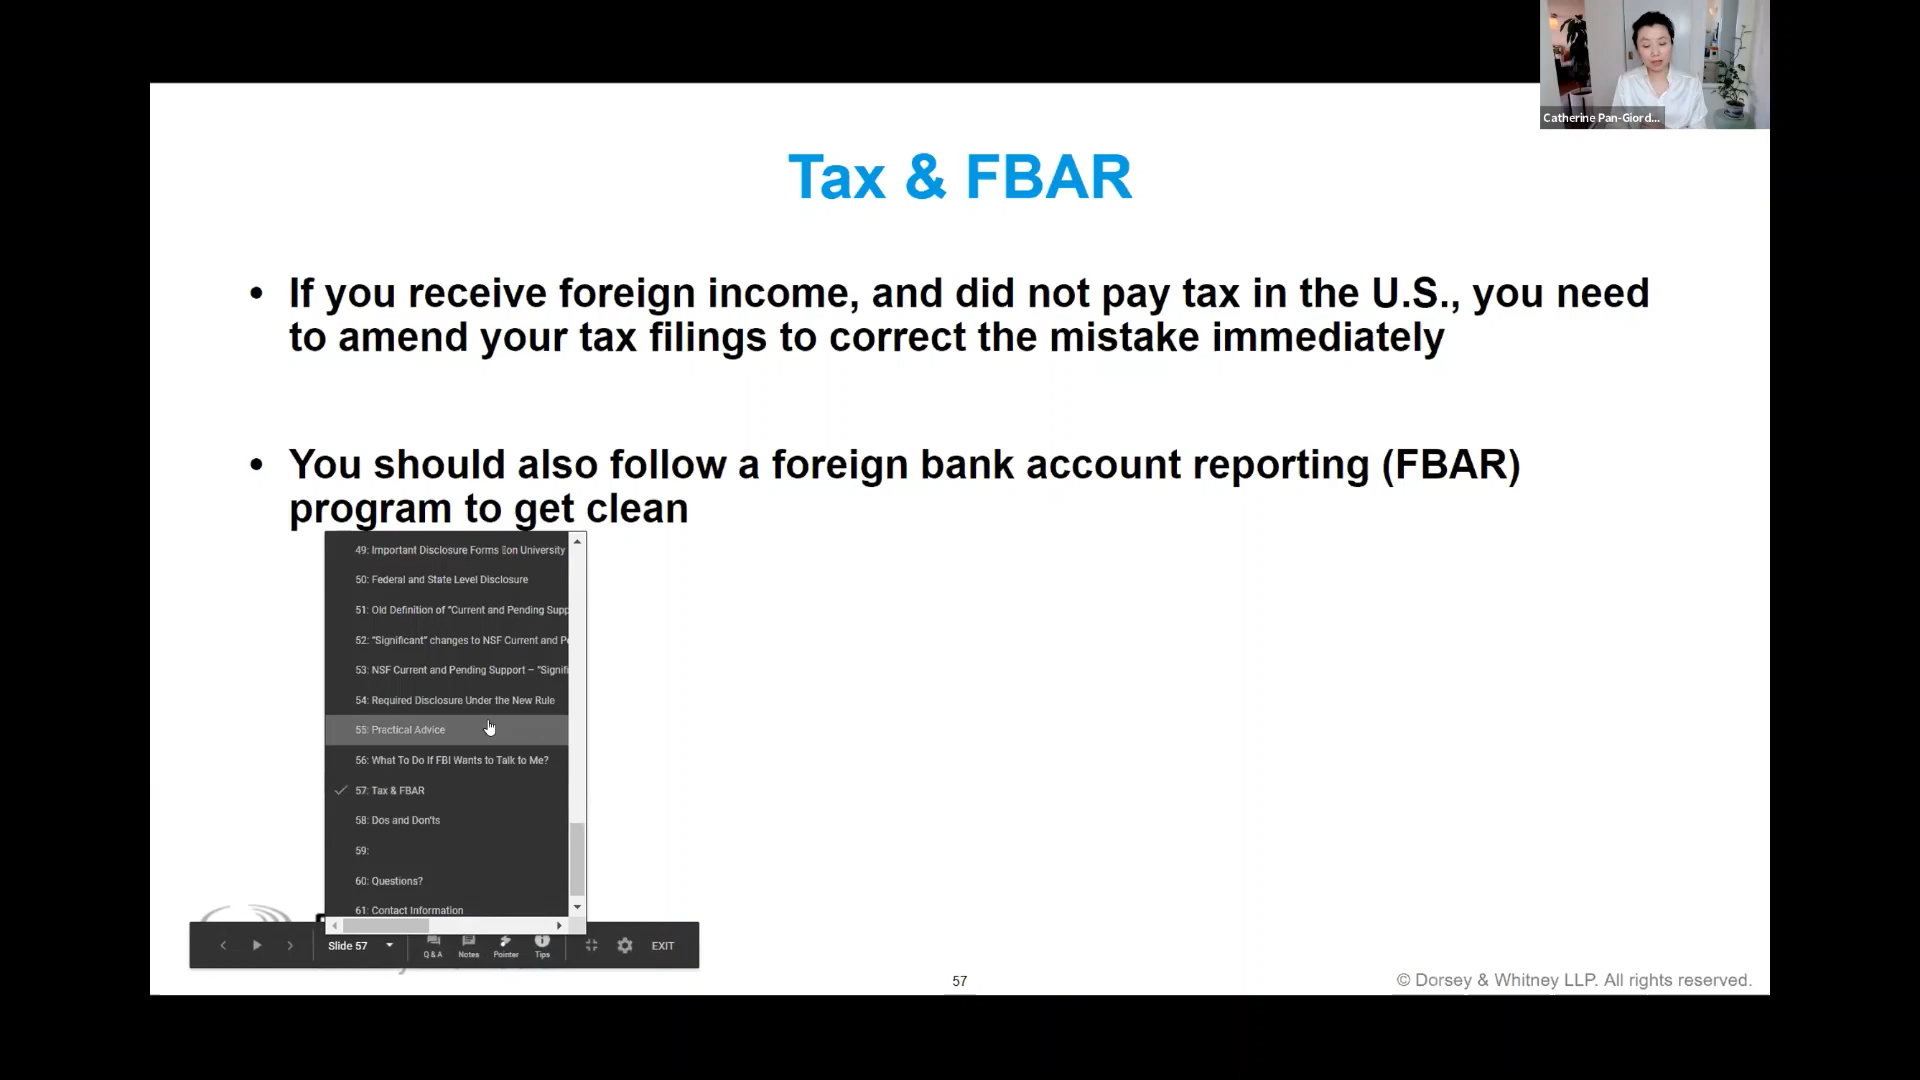 Catherine Pan-Giord...
Tax & FBAR
• If you receive foreign income, and did not pay tax in the U.S., you need
to amend your tax filings to correct the mistake immediately
• You should also follow a foreign bank account reporting (FBAR)
program to get clean
49: Important Disclosure Forms on University
50: Federal and State Level Disclosure
51: Old Definition of “Current and Pending Supp
52: “Significant” changes to NSF Current and Pe
53: NSF Current and Pending Support – “Signifi
54: Required Disclosure Under the New Rule
55: Practical Advice
56: What To Do If FBI Wants to Talk to Me?
57: Tax & FBAR
58: Dos and Don'ts
59:
60: Questions?
61: Contact Information
Slide 57
Q & A
Notes
Pointer
Tips
EXIT
57
© Dorsey & Whitney LLP. All rights reserved.